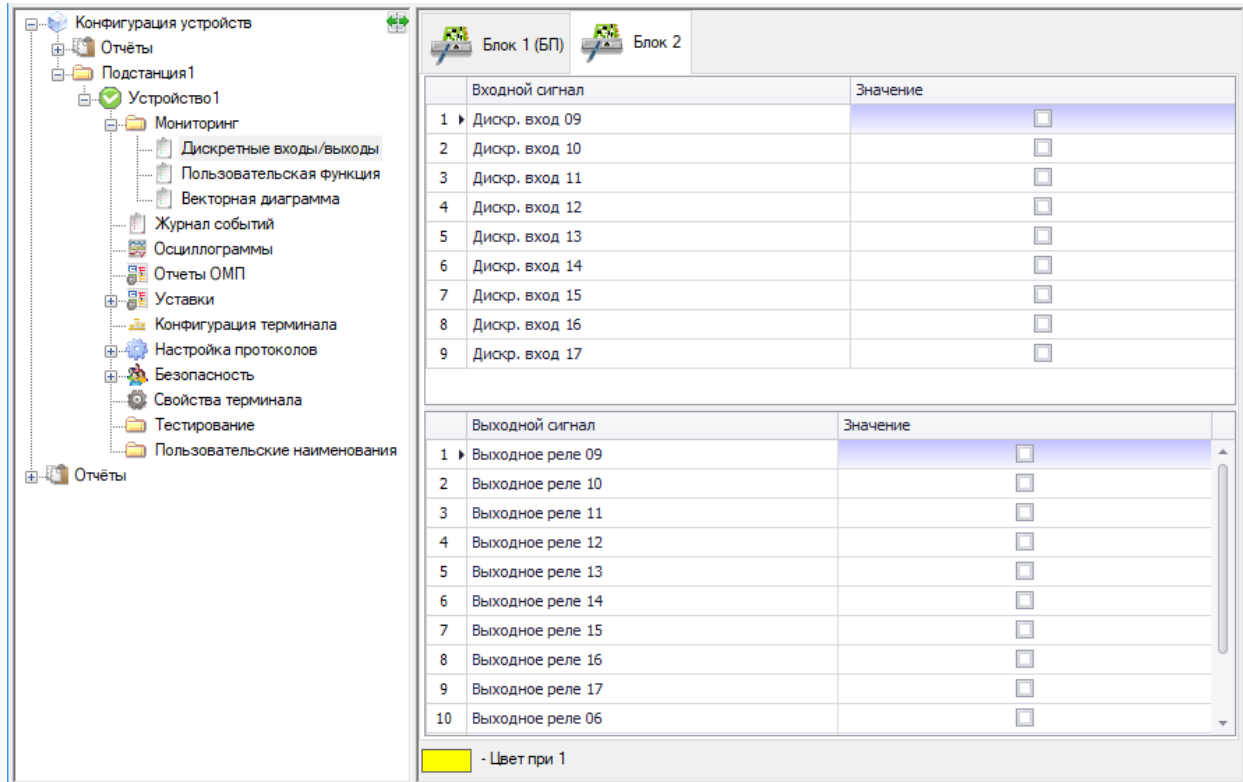 Конфигурация устройств
Отчёты
Подстанция1
Устройство1
Мониторинг
Дискретные входы/выходы
Пользовательская функция
Векторная диаграмма
Журнал событий
Осциллограммы
Отчеты ОМП
Уставки
Конфигурация терминала
Настройка протоколов
Безопасность
Свойства терминала
Тестирование
Пользовательские наименования
Отчёты
Блок 1 (БП) Блок 2
Входной сигнал Значение
1 Дискр. вход 09
2 Дискр. вход 10
3 Дискр. вход 11
4 Дискр. вход 12
5 Дискр. вход 13
6 Дискр. вход 14
7 Дискр. вход 15
8 Дискр. вход 16
9 Дискр. вход 17
Выходной сигнал Значение
1 Выходное реле 09
2 Выходное реле 10
3 Выходное реле 11
4 Выходное реле 12
5 Выходное реле 13
6 Выходное реле 14
7 Выходное реле 15
8 Выходное реле 16
9 Выходное реле 17
10 Выходное реле 06
- Цвет при 1